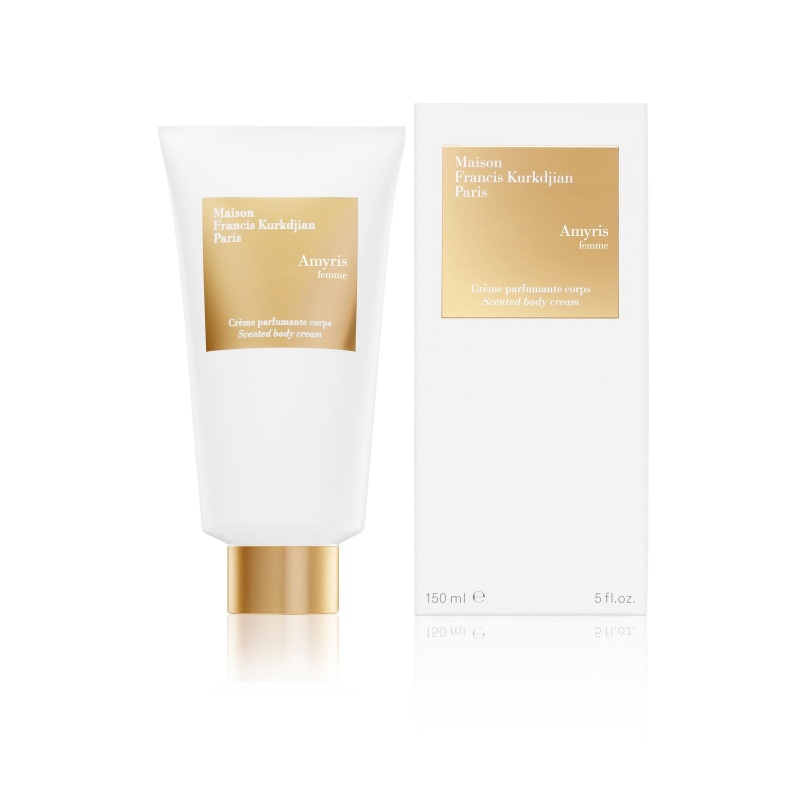 Maison
Francis Kurkdjian
Paris
Amyris
femme
Crème parfumante corps
Scented body cream
Maison
Francis Kurkdjian
Paris
Amyris
femme
Crème parfumante corps
Scented body cream
150 ml ℮ 5 fl.oz.